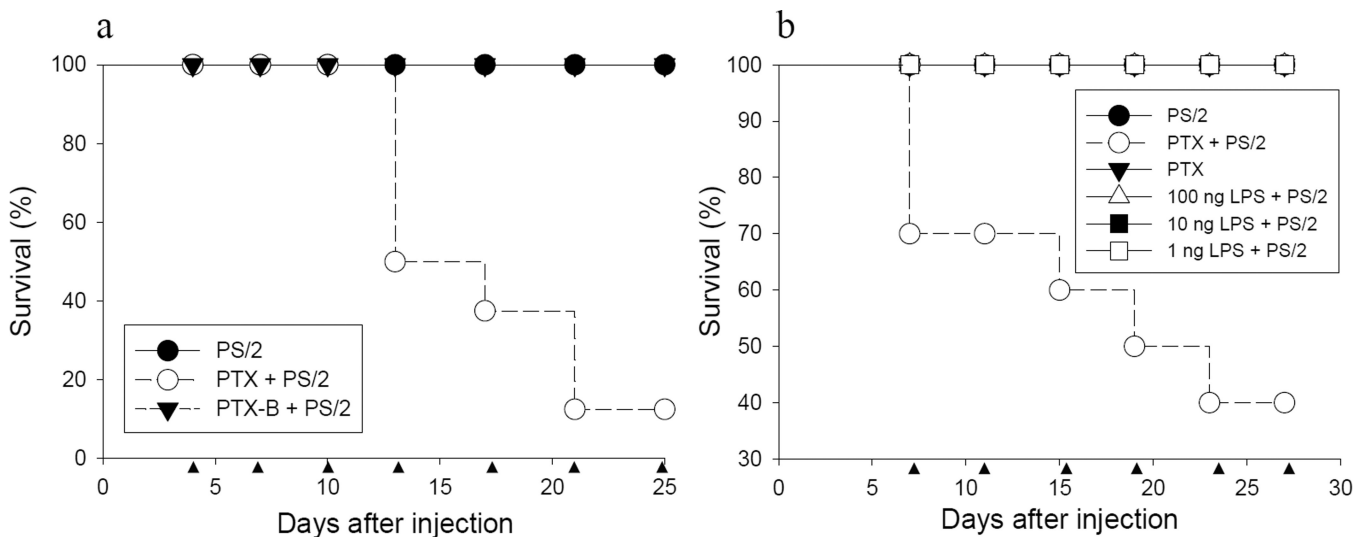 a
100
80
60
40
20
0
Survival (%)
PS/2
PTX + PS/2
PTX-B + PS/2
0 5 10 15 20 25
Days after injection
b
100
90
80
70
60
50
40
30
Survival (%)
PS/2
PTX + PS/2
PTX
100 ng LPS + PS/2
10 ng LPS + PS/2
1 ng LPS + PS/2
0 5 10 15 20 25 30
Days after injection